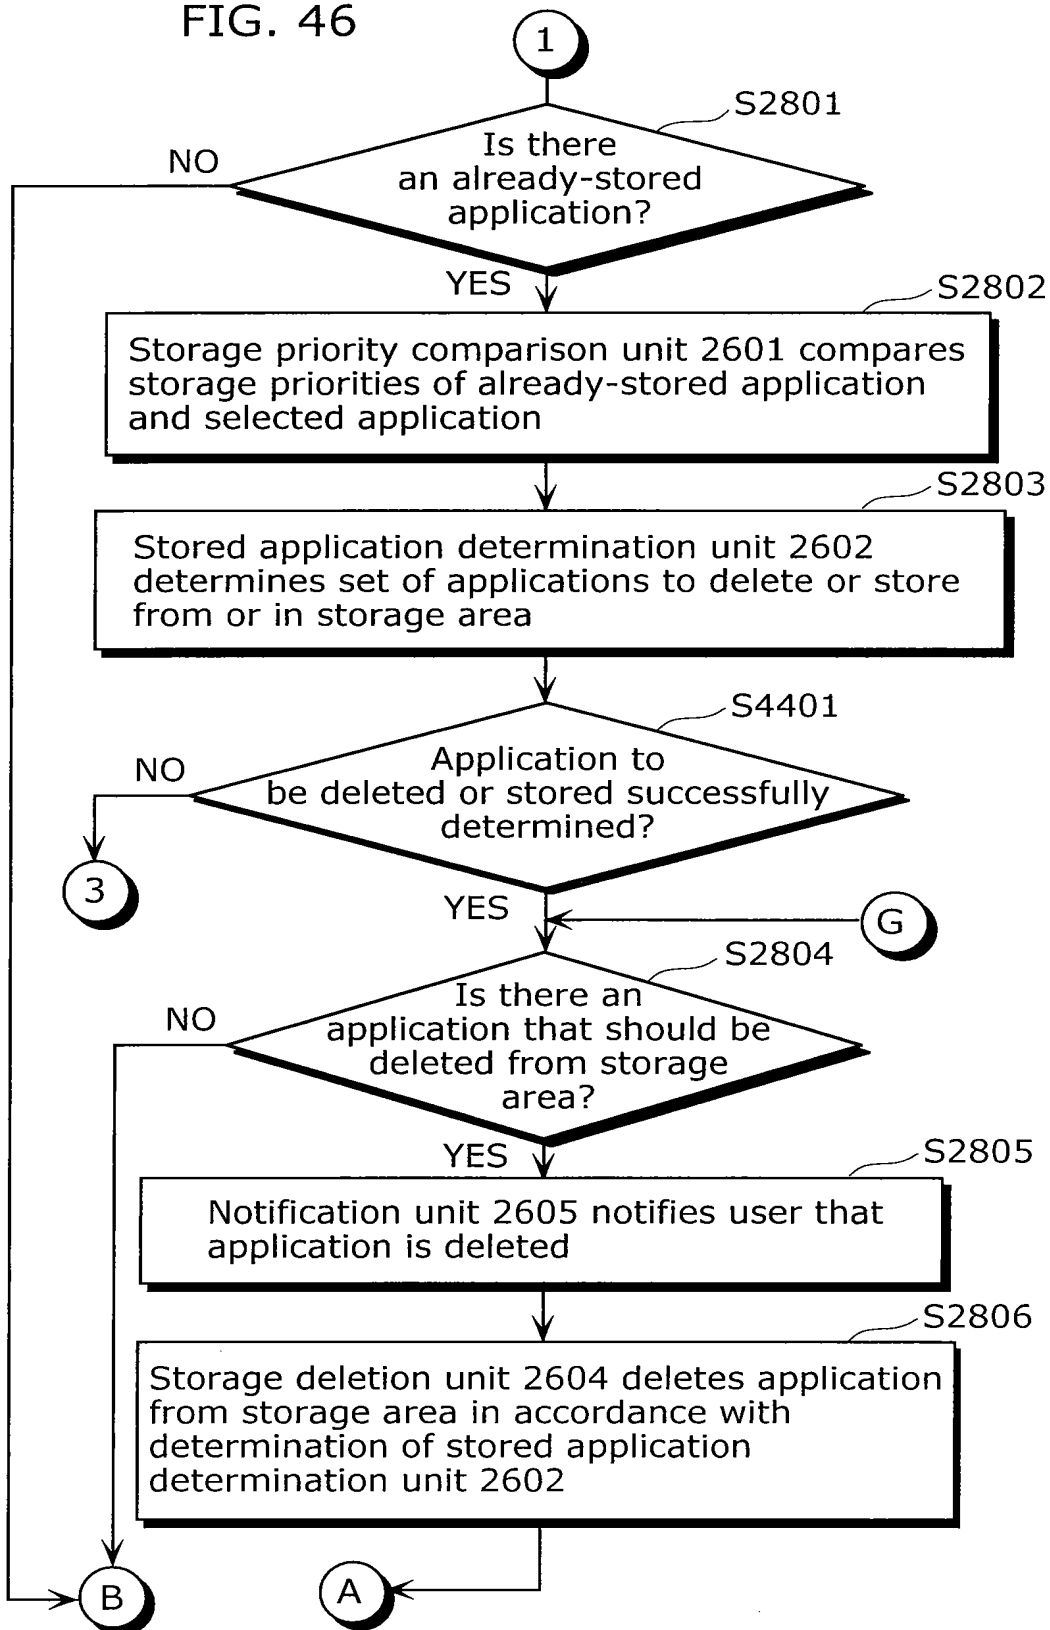 FIG. 46
1
S2801
Is there
an already-stored
application?
NO
YES
S2802
Storage priority comparison unit 2601 compares
storage priorities of already-stored application
and selected application
S2803
Stored application determination unit 2602
determines set of applications to delete or store
from or in storage area
S4401
Application to
be deleted or stored successfully
determined?
NO
3
YES
G
S2804
Is there an
application that should be
deleted from storage
area?
NO
YES
S2805
Notification unit 2605 notifies user that
application is deleted
S2806
Storage deletion unit 2604 deletes application
from storage area in accordance with
determination of stored application
determination unit 2602
B
A